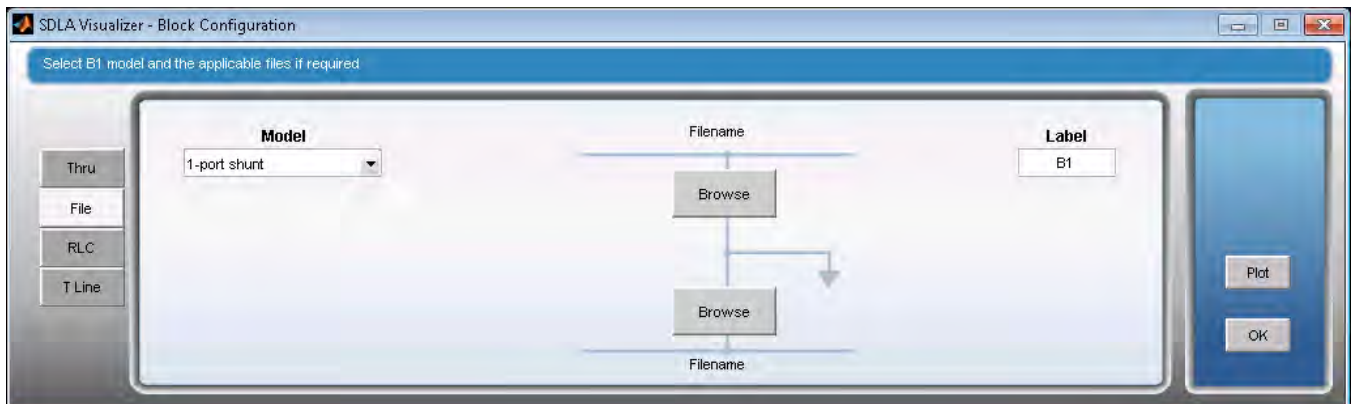 SDLA Visualizer - Block Configuration
Select B1 model and the applicable files if required
Thru
File
RLC
T Line
Model
1-port shunt
Filename
Browse
Browse
Filename
Label
B1
Plot
OK